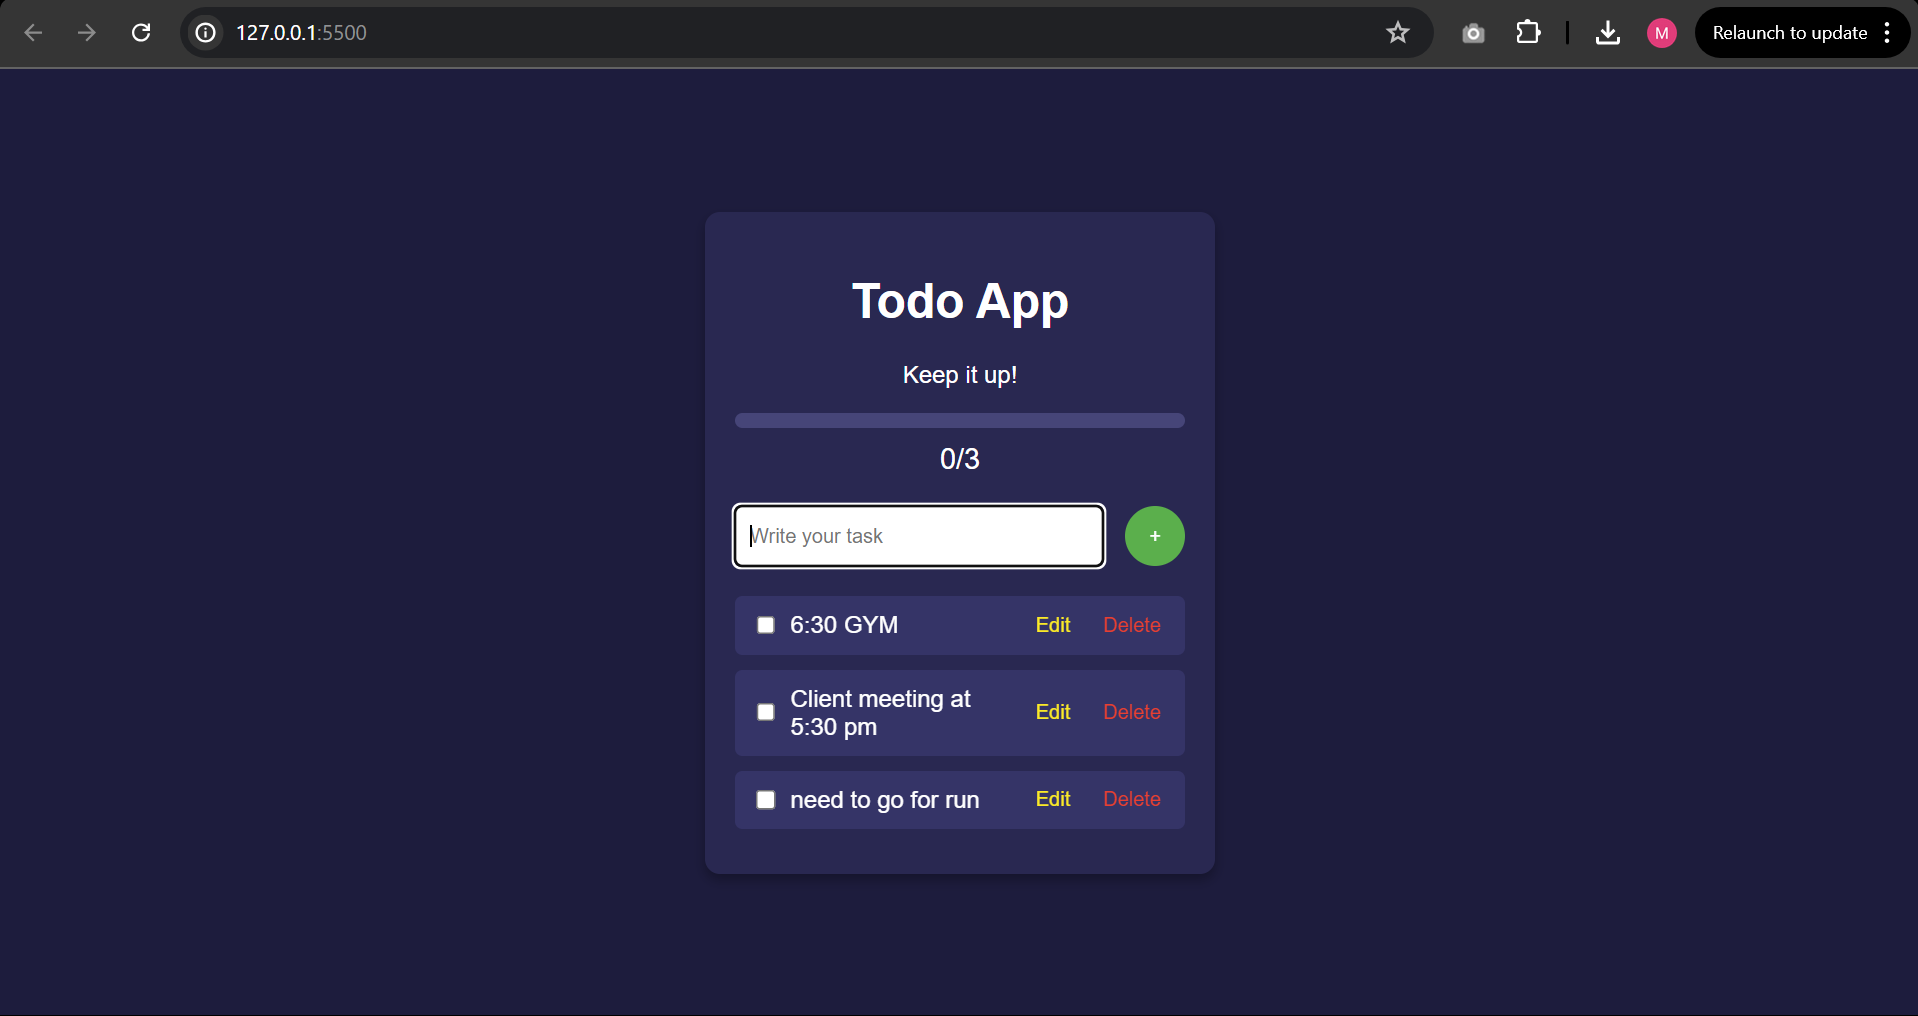 127.0.0.1:5500
M
Relaunch to update
Todo App
Keep it up!
0/3
Write your task
+
6:30 GYM Edit Delete
Client meeting at
5:30 pm Edit Delete
need to go for run Edit Delete